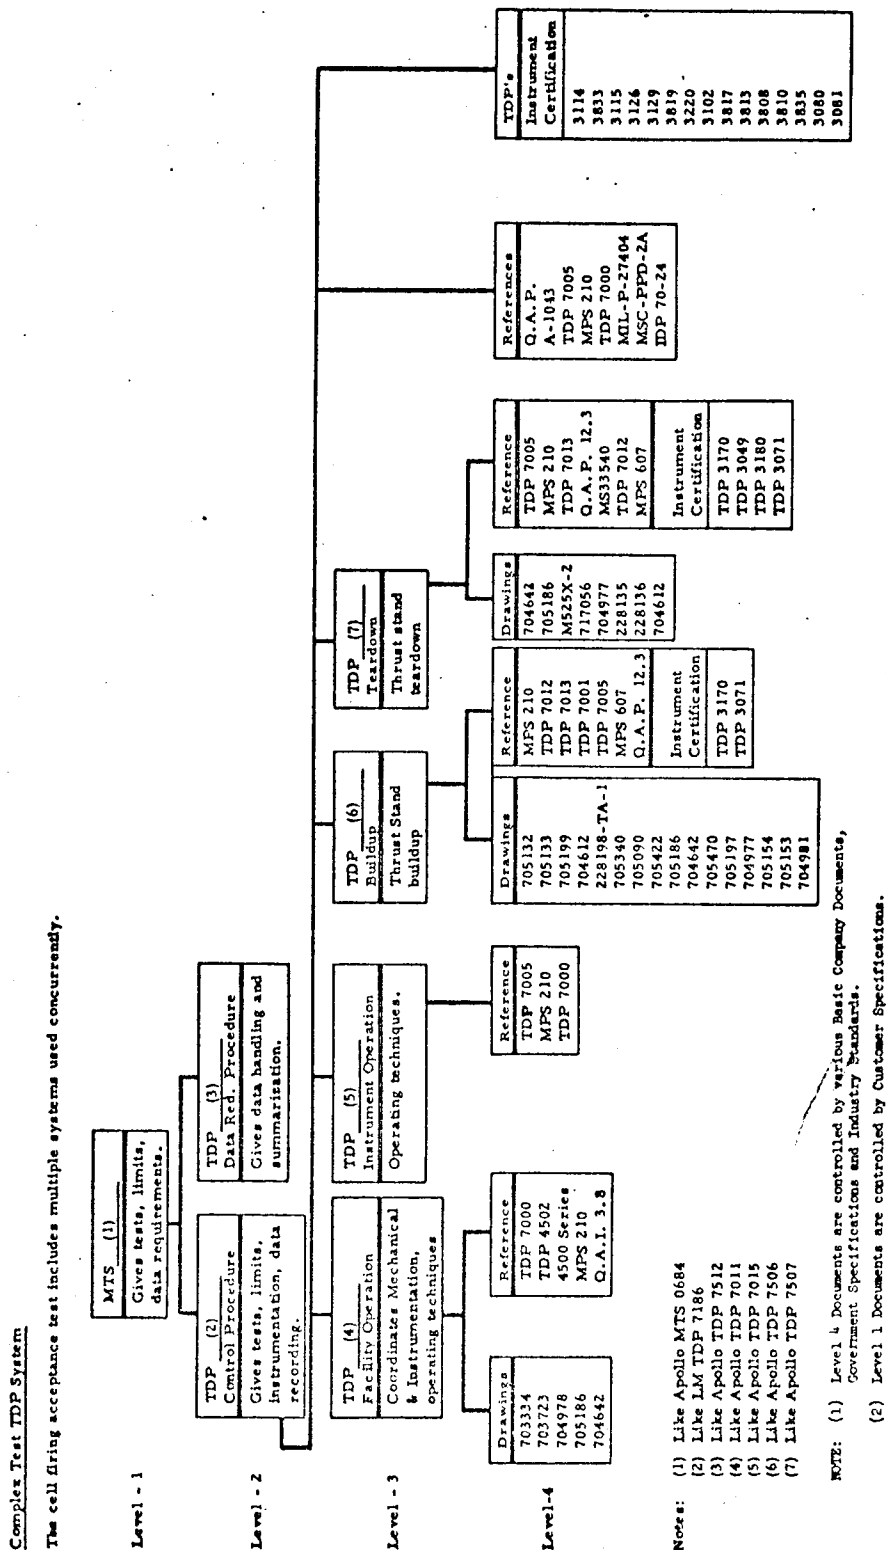 Complex Test TDP System
The cell firing acceptance test includes multiple systems used concurrently.
Level - 1
MTS (1)
Gives tests, limits,
data requirements.
Level - 2
TDP (2)
Control Procedure
Gives tests, limits,
instrumentation, data
recording.
TDP (3)
Data Red. Procedure
Gives data handling and
summarization.
Level - 3
TDP (4)
Facility Operation
Coordinates Mechanical
& Instrumentation,
operating techniques
TDP (5)
Instrument Operation
Operating techniques.
TDP (6)
Buildup
Thrust Stand
buildup
TDP (7)
Teardown
Thrust stand
teardown
Level-4
Drawings
703334
703723
704978
705186
704642
Reference
TDP 7000
TDP 4502
4500 Series
MPS 210
Q.A.I. 3.8
Reference
TDP 7005
MPS 210
TDP 7000
Drawings
705132
705133
705199
704612
228198-TA-1
705340
705090
705422
705186
704642
705470
705197
704977
705154
705153
704981
Reference
MPS 210
TDP 7012
TDP 7013
TDP 7001
TDP 7005
MPS 607
Q.A.P. 12.3
Instrument
Certification
TDP 3170
TDP 3071
Drawings
704642
705186
M525X-2
717056
704977
228135
228136
704612
Reference
TDP 7005
MPS 210
TDP 7013
Q.A.P. 12.3
MS33540
TDP 7012
MPS 607
Instrument
Certification
TDP 3170
TDP 3049
TDP 3180
TDP 3071
References
Q.A.P.
A-1043
TDP 7005
MPS 210
TDP 7000
MIL-P-27404
MSC-PPD-2A
IDP 70-24
TDP's
Instrument
Certification
3114
3833
3115
3126
3129
3819
3220
3102
3817
3813
3808
3810
3835
3080
3081
Notes: (1) Like Apollo MTS 0684
(2) Like LM TDP 7186
(3) Like Apollo TDP 7512
(4) Like Apollo TDP 7011
(5) Like Apollo TDP 7015
(6) Like Apollo TDP 7506
(7) Like Apollo TDP 7507
NOTE: (1) Level 4 Documents are controlled by various Basic Company Documents,
Government Specifications and Industry Standards.
(2) Level 1 Documents are controlled by Customer Specifications.